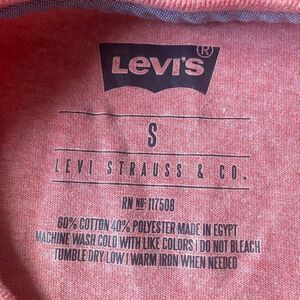 LEVI'S®
S
LEVI STRAUSS & CO.
RN Nº 117508
60% COTTON 40% POLYESTER MADE IN EGYPT
MACHINE WASH COLD WITH LIKE COLORS | DO NOT BLEACH
TUMBLE DRY LOW | WARM IRON WHEN NEEDED